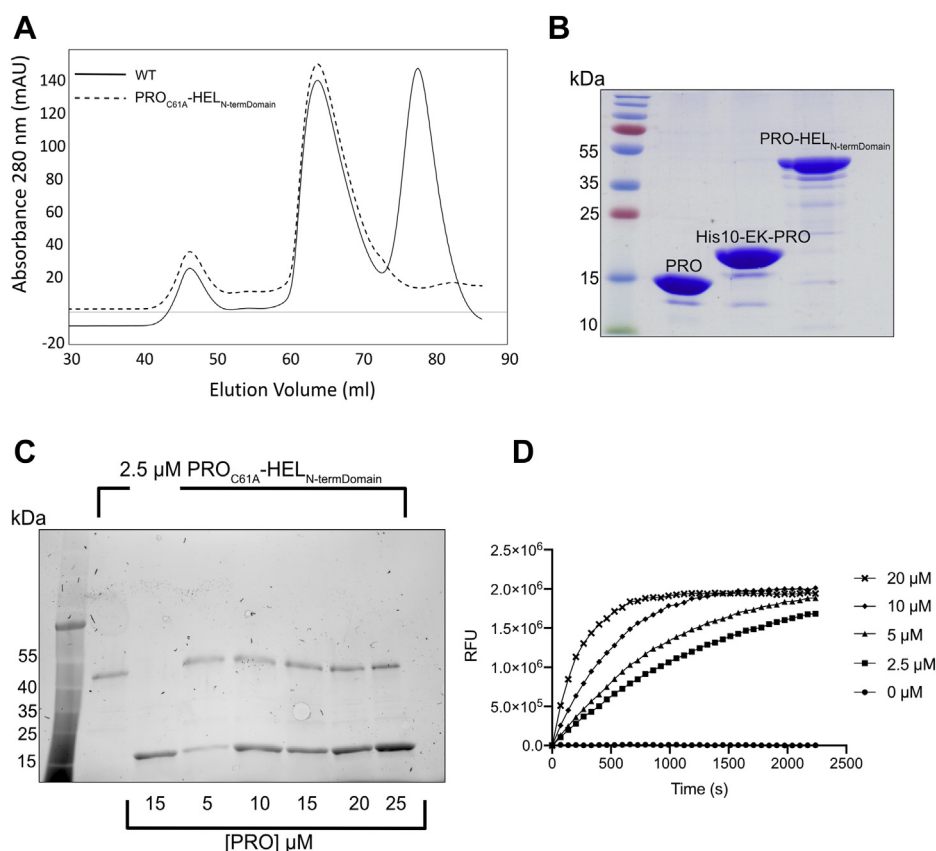 A
Absorbance 280 nm (mAU)
140
120
100
80
60
40
20
-20
30 40 50 60 70 80 90
Elution Volume (ml)
WT
PRO C61A-HEL N-termDomain
B
kDa
55
35
25
15
10
PRO
His10-EK-PRO
PRO-HEL N-termDomain
C
2.5 µM PRO C61A-HEL N-termDomain
kDa
55
40
35
25
15
15 5 10 15 20 25
[PRO] µM
D
RFU
2.5×10⁶
2.0×10⁶
1.5×10⁶
1.0×10⁶
5.0×10⁵
0.0
0 500 1000 1500 2000 2500
Time (s)
20 µM
10 µM
5 µM
2.5 µM
0 µM